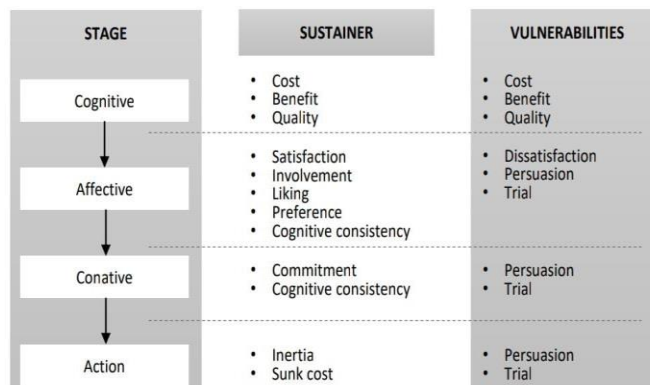 STAGE
SUSTAINER
VULNERABILITIES
Cognitive
• Cost
• Benefit
• Quality
• Cost
• Benefit
• Quality
Affective
• Satisfaction
• Involvement
• Liking
• Preference
• Cognitive consistency
• Dissatisfaction
• Persuasion
• Trial
Conative
• Commitment
• Cognitive consistency
• Persuasion
• Trial
Action
• Inertia
• Sunk cost
• Persuasion
• Trial